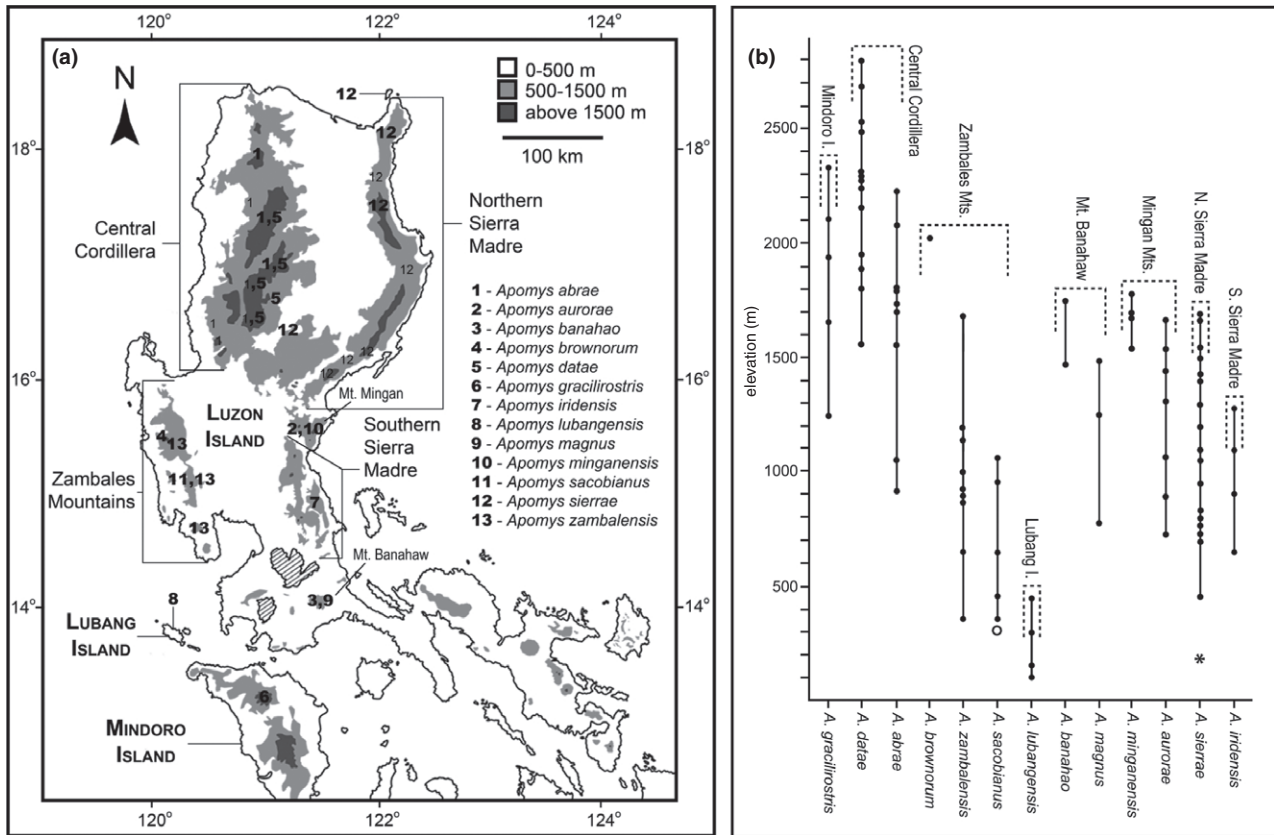 120°
122°
124°
(a)
N
0-500 m
500-1500 m
above 1500 m
100 km
18°
18°
16°
16°
14°
14°
12
12
12
12
12
12
12
12
12
12
1
1
1,5
1,5
1,5
5
1,5
1
4
Central
Cordillera
Northern
Sierra
Madre
1 - Apomys abrae
2 - Apomys aurorae
3 - Apomys banahao
4 - Apomys brownorum
5 - Apomys datae
6 - Apomys gracilirostris
7 - Apomys iridensis
8 - Apomys lubangensis
9 - Apomys magnus
10 - Apomys minganensis
11 - Apomys sacobianus
12 - Apomys sierrae
13 - Apomys zambalensis
Mt. Mingan
LUZON
ISLAND
2,10
Southern
Sierra
Madre
4
13
11,13
13
Zambales
Mountains
7
Mt. Banahaw
3,9
8
LUBANG
ISLAND
6
MINDORO
ISLAND
120°
122°
124°
(b)
elevation (m)
2500
2000
1500
1000
500
Mindoro I.
Central Cordillera
Zambales Mts.
Lubang I.
Mt. Banahaw
Mingan Mts.
N. Sierra Madre
S. Sierra Madre
*
A. gracilirostris
A. datae
A. abrae
A. brownorum
A. zambalensis
A. sacobianus
A. lubangensis
A. banahao
A. magnus
A. minganensis
A. aurorae
A. sierrae
A. iridensis